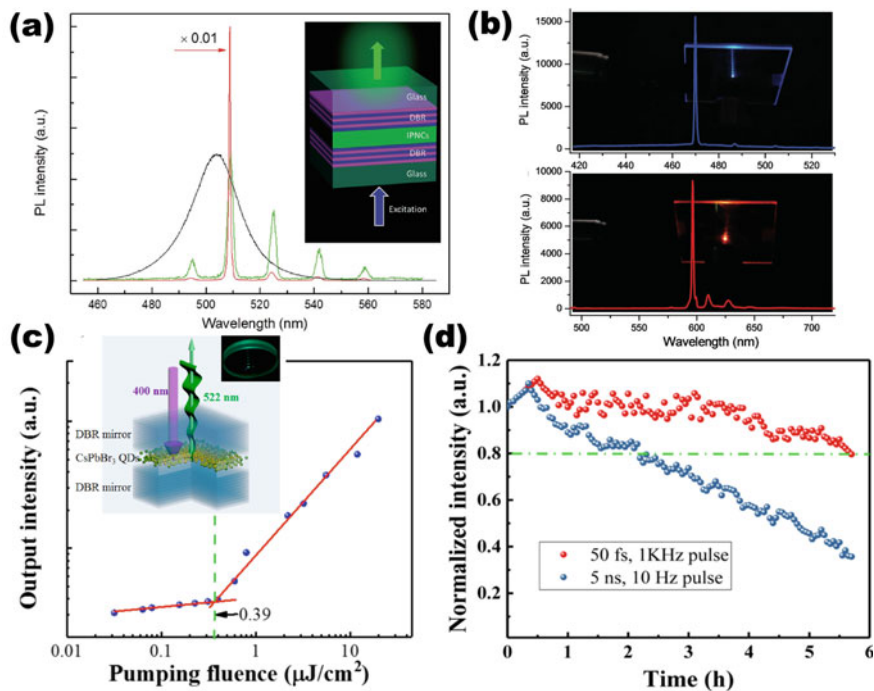 (a)
× 0.01
PL intensity (a.u.)
Glass
DBR
IPNCs
DBR
Glass
Excitation
460 480 500 520 540 560 580
Wavelength (nm)
(b)
PL intensity (a.u.)
15000
12500
10000
7500
5000
2500
0
420 440 460 480 500 520
PL intensity (a.u.)
10000
8000
6000
4000
2000
0
500 550 600 650 700
Wavelength (nm)
(c)
Output intensity (a.u.)
400 nm
522 nm
DBR mirror
CsPbBr3 QDs
DBR mirror
0.39
0.01 0.1 1 10
Pumping fluence (μJ/cm2)
(d)
Normalized intensity (a.u.)
1.2
1.0
0.8
0.6
0.4
0.2
50 fs, 1KHz pulse
5 ns, 10 Hz pulse
0 1 2 3 4 5 6
Time (h)